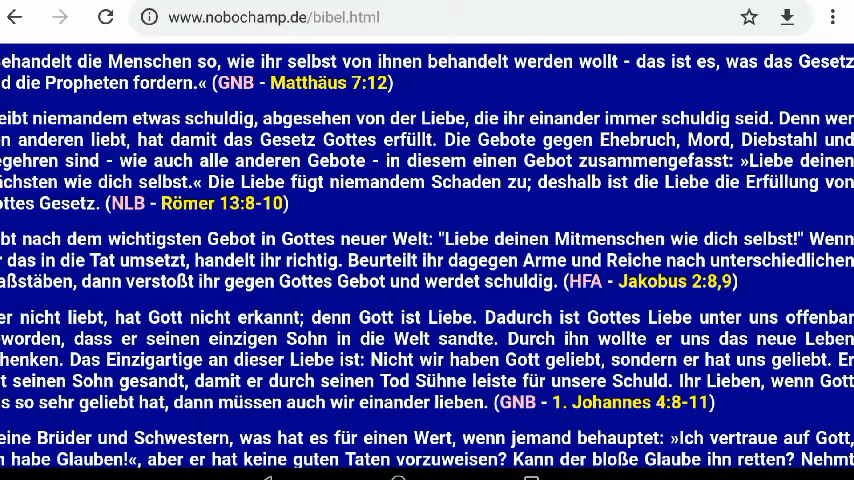 www.nobochamp.de/bibel.html
ehandelt die Menschen so, wie ihr selbst von ihnen behandelt werden wollt - das ist es, was das Gesetz
d die Propheten fordern.« (GNB - Matthäus 7:12)
eibt niemandem etwas schuldig, abgesehen von der Liebe, die ihr einander immer schuldig seid. Denn wer
n anderen liebt, hat damit das Gesetz Gottes erfüllt. Die Gebote gegen Ehebruch, Mord, Diebstahl und
egehren sind - wie auch alle anderen Gebote - in diesem einen Gebot zusammengefasst: »Liebe deinen
ächsten wie dich selbst.« Die Liebe fügt niemandem Schaden zu; deshalb ist die Liebe die Erfüllung von
ottes Gesetz. (NLB - Römer 13:8-10)
bt nach dem wichtigsten Gebot in Gottes neuer Welt: "Liebe deinen Mitmenschen wie dich selbst!" Wenn
r das in die Tat umsetzt, handelt ihr richtig. Beurteilt ihr dagegen Arme und Reiche nach unterschiedlichen
aßstäben, dann verstoßt ihr gegen Gottes Gebot und werdet schuldig. (HFA - Jakobus 2:8,9)
er nicht liebt, hat Gott nicht erkannt; denn Gott ist Liebe. Dadurch ist Gottes Liebe unter uns offenbar
eworden, dass er seinen einzigen Sohn in die Welt sandte. Durch ihn wollte er uns das neue Leben
chenken. Das Einzigartige an dieser Liebe ist: Nicht wir haben Gott geliebt, sondern er hat uns geliebt. Er
t seinen Sohn gesandt, damit er durch seinen Tod Sühne leiste für unsere Schuld. Ihr Lieben, wenn Gott
s so sehr geliebt hat, dann müssen auch wir einander lieben. (GNB - 1. Johannes 4:8-11)
eine Brüder und Schwestern, was hat es für einen Wert, wenn jemand behauptet: »Ich vertraue auf Gott,
h habe Glauben!«, aber er hat keine guten Taten vorzuweisen? Kann der bloße Glaube ihn retten? Nehmt